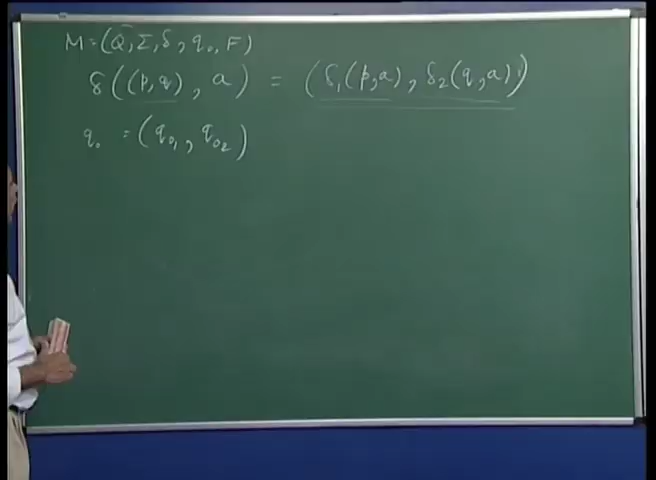 M = (Q, Σ, δ, q₀, F)
δ((p,q), a) = (δ₁(p,a), δ₂(q,a))
q₀ = (q₀₁, q₀₂)